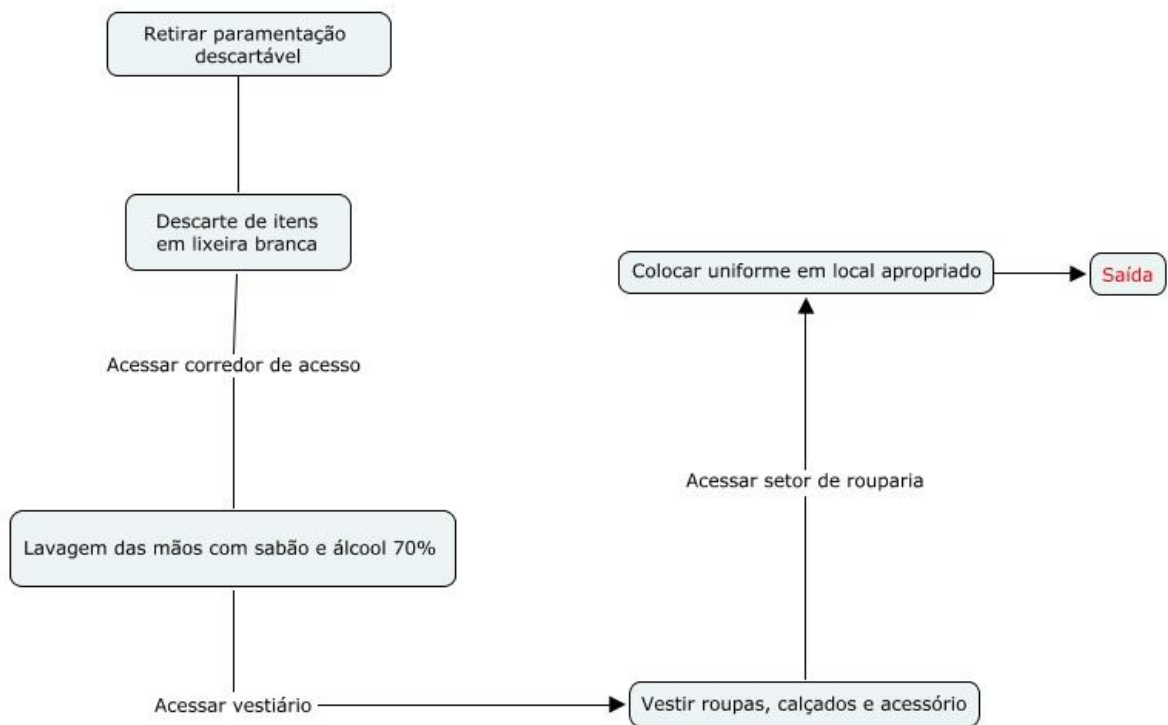 Retirar paramentação
descartável
Descarte de itens
em lixeira branca
Acessar corredor de acesso
Lavagem das mãos com sabão e álcool 70%
Acessar vestiário
Vestir roupas, calçados e acessório
Acessar setor de rouparia
Colocar uniforme em local apropriado
Saída